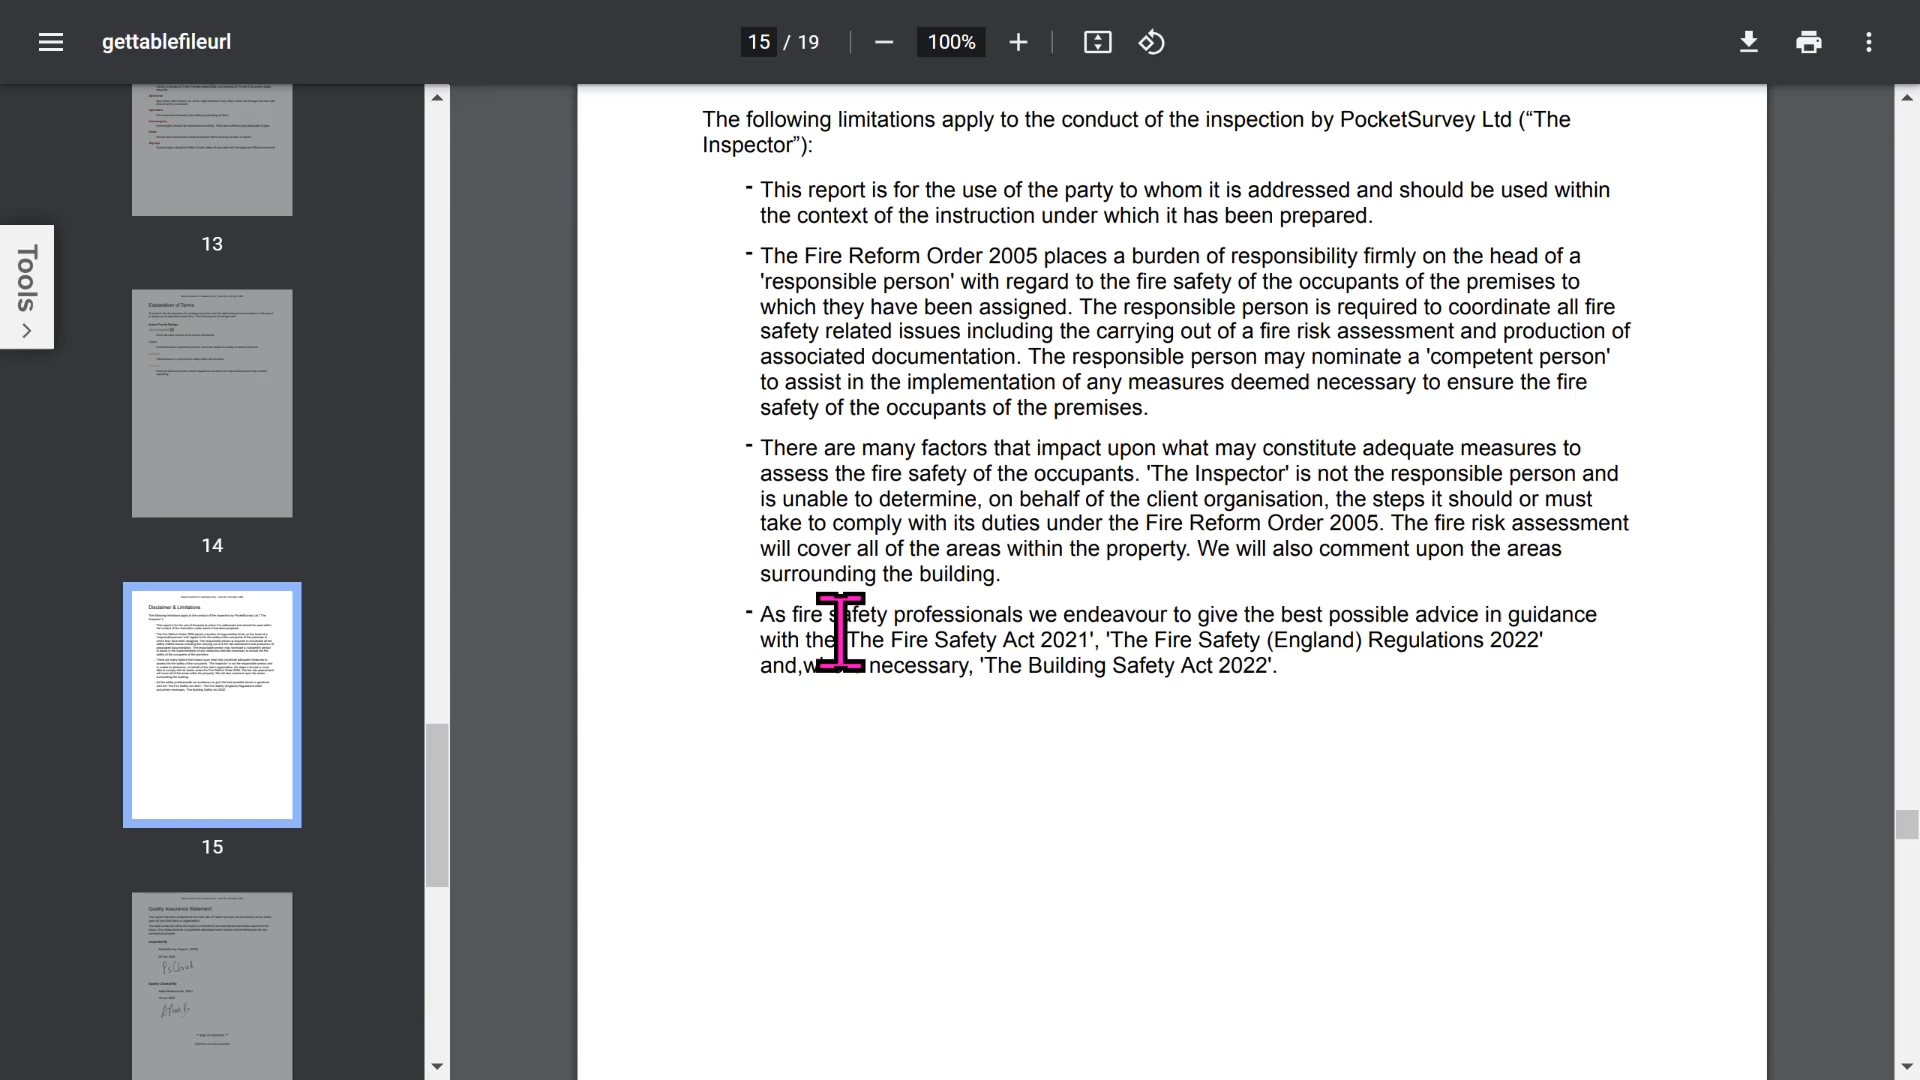 gettablefileurl
15 / 19
100%
Tools
13
Explanation of Terms
14
Disclaimer & Limitations
15
Quality Assurance Statement
The following limitations apply to the conduct of the inspection by PocketSurvey Ltd (“The
Inspector”):
- This report is for the use of the party to whom it is addressed and should be used within
the context of the instruction under which it has been prepared.
- The Fire Reform Order 2005 places a burden of responsibility firmly on the head of a
'responsible person' with regard to the fire safety of the occupants of the premises to
which they have been assigned. The responsible person is required to coordinate all fire
safety related issues including the carrying out of a fire risk assessment and production of
associated documentation. The responsible person may nominate a 'competent person'
to assist in the implementation of any measures deemed necessary to ensure the fire
safety of the occupants of the premises.
- There are many factors that impact upon what may constitute adequate measures to
assess the fire safety of the occupants. 'The Inspector' is not the responsible person and
is unable to determine, on behalf of the client organisation, the steps it should or must
take to comply with its duties under the Fire Reform Order 2005. The fire risk assessment
will cover all of the areas within the property. We will also comment upon the areas
surrounding the building.
- As fire safety professionals we endeavour to give the best possible advice in guidance
with the 'The Fire Safety Act 2021', 'The Fire Safety (England) Regulations 2022'
and, necessary, 'The Building Safety Act 2022'.